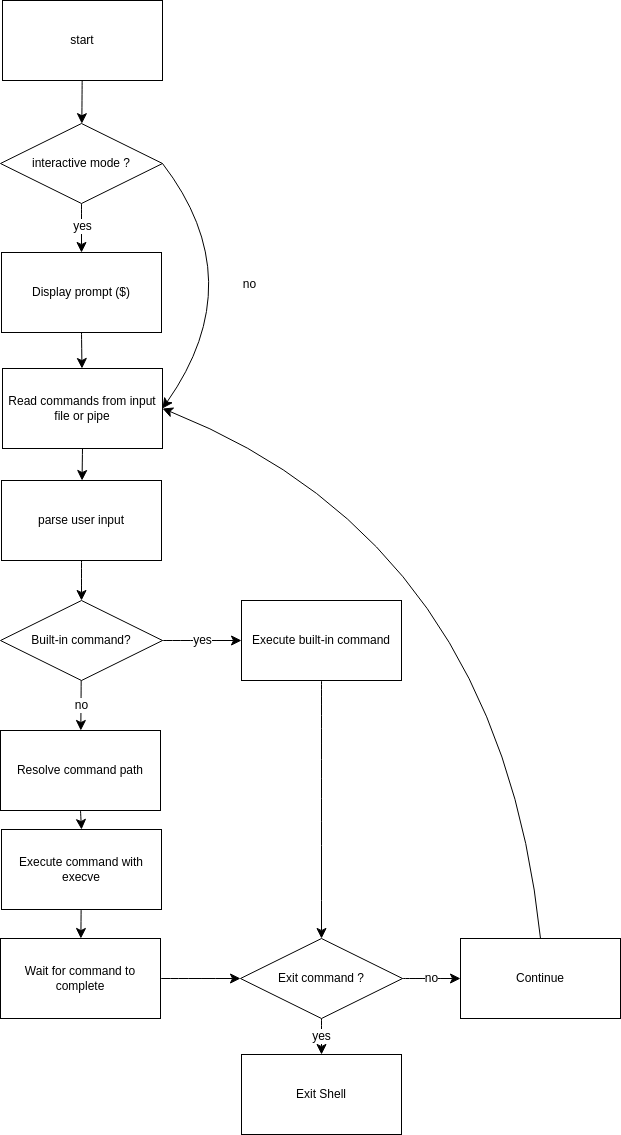 start
interactive mode ?
yes
no
Display prompt ($)
Read commands from input
file or pipe
parse user input
Built-in command?
yes
Execute built-in command
no
Resolve command path
Execute command with
execve
Wait for command to
complete
Exit command ?
no
Continue
yes
Exit Shell